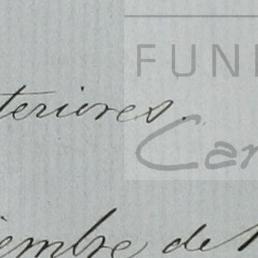 FUN
teriores.
Car
iembre de